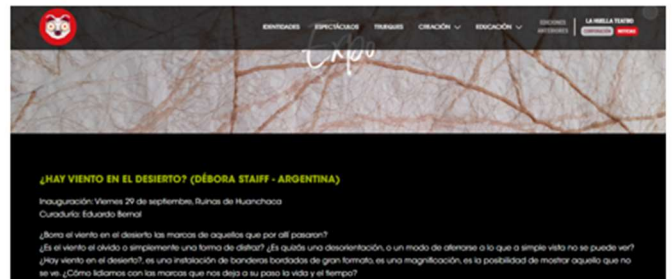 IDENTIDADES ESPECTÁCULOS TRUEQUES CREACIÓN EDUCACIÓN EDICIONES ANTERIORES LA HUELLA TEATRO
CORPORACIÓN NOTICIAS
Expo
¿HAY VIENTO EN EL DESIERTO? (DÉBORA STAIFF - ARGENTINA)
Inauguración: Viernes 29 de septiembre, Ruinas de Huanchaca
Curaduría: Eduardo Bernal
¿Borra el viento en el desierto las marcas de aquellos que por allí pasaron?
¿Es el viento el olvido o simplemente una forma de disfraz? ¿Es quizás una desorientación, o un modo de aferrarse a lo que a simple vista no se puede ver?
¿Hay viento en el desierto?, es una instalación de banderas bordadas de gran formato, es una magnificación, es la posibilidad de mostrar aquello que no
se ve. ¿Cómo lidiamos con las marcas que nos deja a su paso la vida y el tiempo?